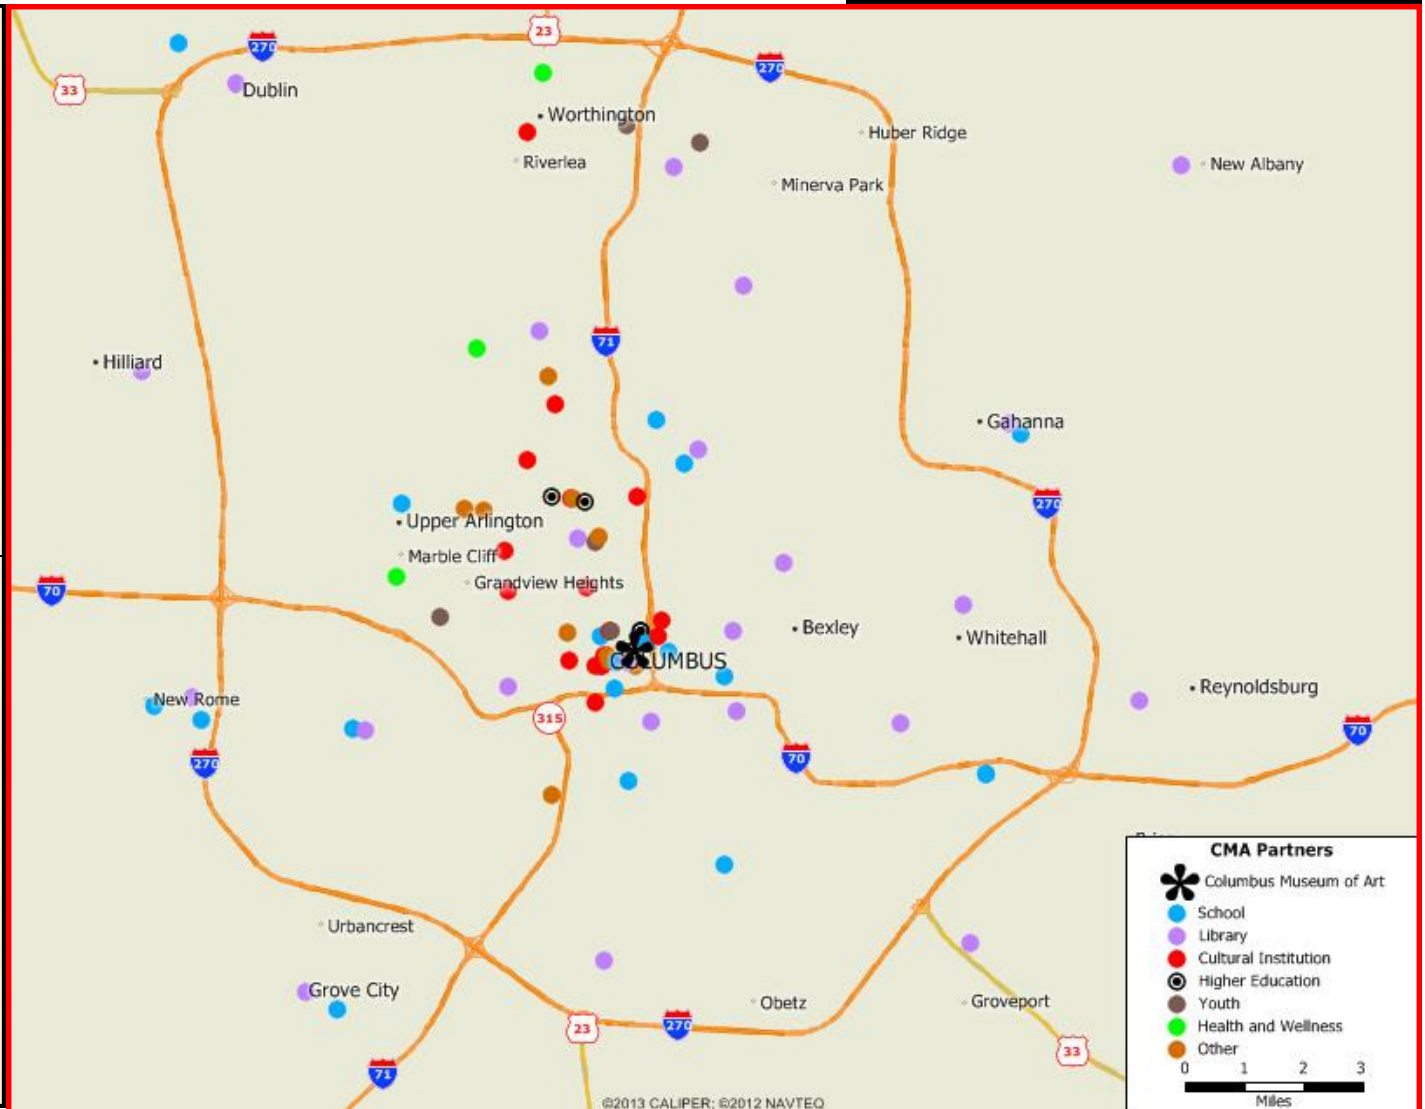 23
270
33
Dublin
270
Worthington
Huber Ridge
Riverlea
New Albany
Minerva Park
71
Hilliard
Gahanna
270
Upper Arlington
Marble Cliff
Grandview Heights
70
Bexley
Whitehall
COLUMBUS
Reynoldsburg
New Rome
315
70
70
270
CMA Partners
Columbus Museum of Art
School
Library
Cultural Institution
Higher Education
Youth
Health and Wellness
Other
0 1 2 3
Miles
Urbancrest
Grove City
Obetz
Groveport
23
270
33
71
©2013 CALIPER; ©2012 NAVTEQ